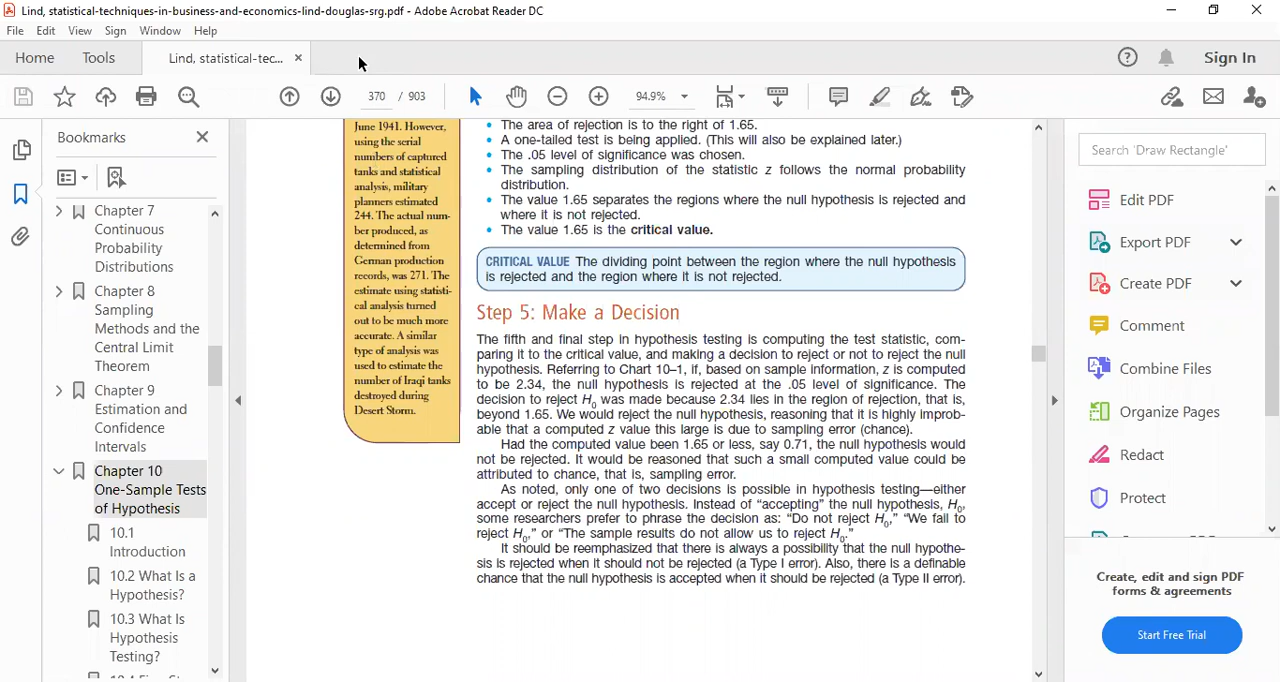 Lind, statistical-techniques-in-business-and-economics-lind-douglas-srg.pdf - Adobe Acrobat Reader DC
File Edit View Sign Window Help
Home Tools Lind, statistical-tec... × Sign In
370 / 903 94.9%
Bookmarks
Chapter 7
Continuous
Probability
Distributions
Chapter 8
Sampling
Methods and the
Central Limit
Theorem
Chapter 9
Estimation and
Confidence
Intervals
Chapter 10
One-Sample Tests
of Hypothesis
10.1
Introduction
10.2 What Is a
Hypothesis?
10.3 What Is
Hypothesis
Testing?
June 1941. However,
using the serial
numbers of captured
tanks and statistical
analysis, military
planners estimated
244. The actual num-
ber produced, as
determined from
German production
records, was 271. The
estimate using statisti-
cal analysis turned
out to be much more
accurate. A similar
type of analysis was
used to estimate the
number of Iraqi tanks
destroyed during
Desert Storm.
• The area of rejection is to the right of 1.65.
• A one-tailed test is being applied. (This will also be explained later.)
• The .05 level of significance was chosen.
• The sampling distribution of the statistic z follows the normal probability
distribution.
• The value 1.65 separates the regions where the null hypothesis is rejected and
where it is not rejected.
• The value 1.65 is the critical value.
CRITICAL VALUE The dividing point between the region where the null hypothesis
is rejected and the region where it is not rejected.
Step 5: Make a Decision
The fifth and final step in hypothesis testing is computing the test statistic, com-
paring it to the critical value, and making a decision to reject or not to reject the null
hypothesis. Referring to Chart 10–1, if, based on sample information, z is computed
to be 2.34, the null hypothesis is rejected at the .05 level of significance. The
decision to reject H0 was made because 2.34 lies in the region of rejection, that is,
beyond 1.65. We would reject the null hypothesis, reasoning that it is highly improb-
able that a computed z value this large is due to sampling error (chance).
Had the computed value been 1.65 or less, say 0.71, the null hypothesis would
not be rejected. It would be reasoned that such a small computed value could be
attributed to chance, that is, sampling error.
As noted, only one of two decisions is possible in hypothesis testing—either
accept or reject the null hypothesis. Instead of “accepting” the null hypothesis, H0,
some researchers prefer to phrase the decision as: “Do not reject H0,” “We fail to
reject H0,” or “The sample results do not allow us to reject H0.”
It should be reemphasized that there is always a possibility that the null hypothe-
sis is rejected when it should not be rejected (a Type I error). Also, there is a definable
chance that the null hypothesis is accepted when it should be rejected (a Type II error).
Search 'Draw Rectangle'
Edit PDF
Export PDF
Create PDF
Comment
Combine Files
Organize Pages
Redact
Protect
Create, edit and sign PDF
forms & agreements
Start Free Trial